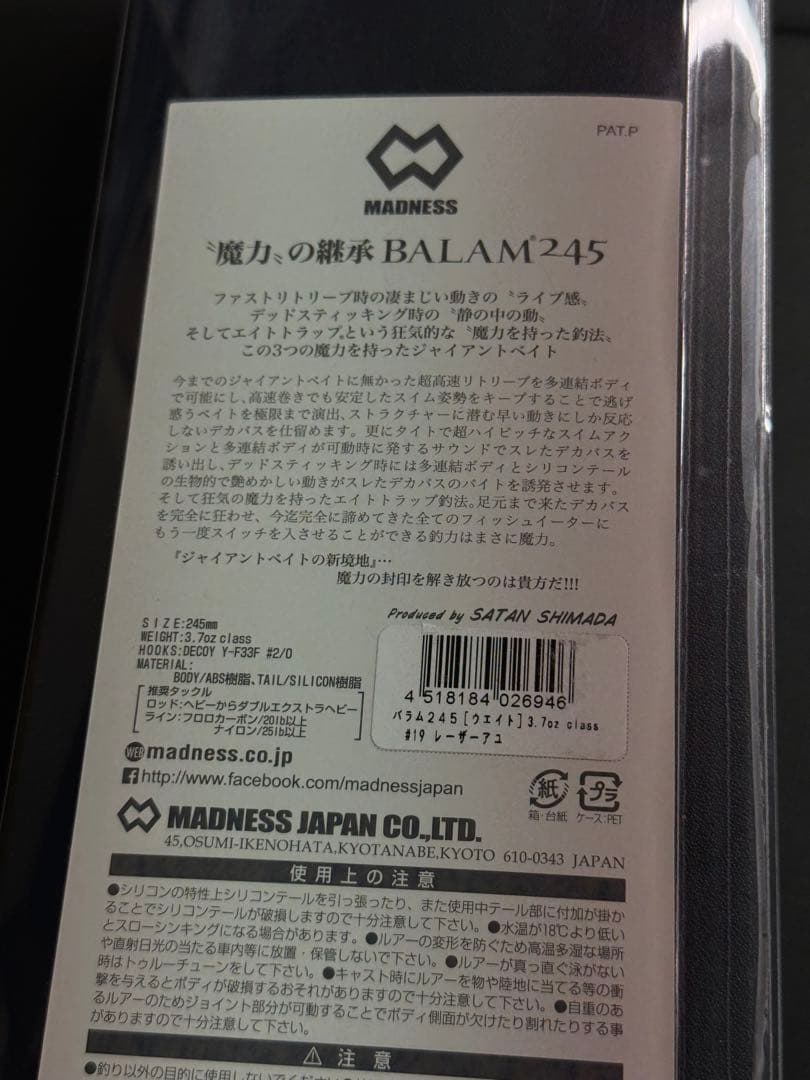 PAT.P
MADNESS
〝魔力〟の継承 BALAM®245
ファストリトリーブ時の凄まじい動きの〝ライブ感〟
デッドスティッキング時の〝静の中の動〟
そしてエイトトラップ®という狂気的な〝魔力を持った釣法〟
この3つの魔力を持ったジャイアントベイト
今までのジャイアントベイトに無かった超高速リトリーブを多連結ボディ
で可能にし、高速巻きでも安定したスイム姿勢をキープすることで逃げ
惑うベイトを極限まで演出、ストラクチャーに潜む早い動きにしか反応
しないデカバスを仕留めます。更にタイトで超ハイピッチなスイムアク
ションと多連結ボディが可動時に発するサウンドでスレたデカバスを
誘い出し、デッドスティッキング時には多連結ボディとシリコンテール
の生物的で艶めかしい動きがスレたデカバスのバイトを誘発させます。
そして狂気の魔力を持ったエイトトラップ釣法。足元まで来たデカバス
を完全に狂わせ、今迄完全に諦めてきた全てのフィッシュイーターに
もう一度スイッチを入させることができる釣力はまさに魔力。
『ジャイアントベイトの新境地』…
魔力の封印を解き放つのは貴方だ!!!
Produced by SATAN SHIMADA
SIZE:245mm
WEIGHT:3.7oz class
HOOKS:DECOY Y-F33F #2/0
MATERIAL:
BODY/ABS樹脂、TAIL/SILICON樹脂
推奨タックル
ロッド:ヘビーからダブルエクストラヘビー
ライン:フロロカーボン/20lb以上
ナイロン/25lb以上
4 518184 026946
バラム245[ウエイト]3.7oz class
#19 レーザーアユ
WEB madness.co.jp
http://www.facebook.com/madnessjapan
紙
箱・台紙
プラ
ケース:PET
MADNESS JAPAN CO.,LTD.
45,OSUMI-IKENOHATA,KYOTANABE,KYOTO 610-0343 JAPAN
使用上の注意
●シリコンの特性上シリコンテールを引っ張ったり、また使用中テール部に付加が掛か
ることでシリコンテールが破損しますので十分注意して下さい。●水温が18℃より低い
とスローシンキングになる場合があります。●ルアーの変形を防ぐため高温多湿な場所
や直射日光の当たる車内等に放置・保管しないで下さい。●ルアーが真っ直ぐ泳がない
時はトゥルーチューンをして下さい。●キャスト時にルアーを物や陸地に当てる等の衝
撃を与えるとボディが破損するおそれがありますので十分注意して下さい。●自重のあ
るルアーのためジョイント部分が可動することでボディ側面が欠けたり割れたりする事
がありますので十分注意して下さい。
⚠ 注意
●釣り以外の目的に使用しないでください